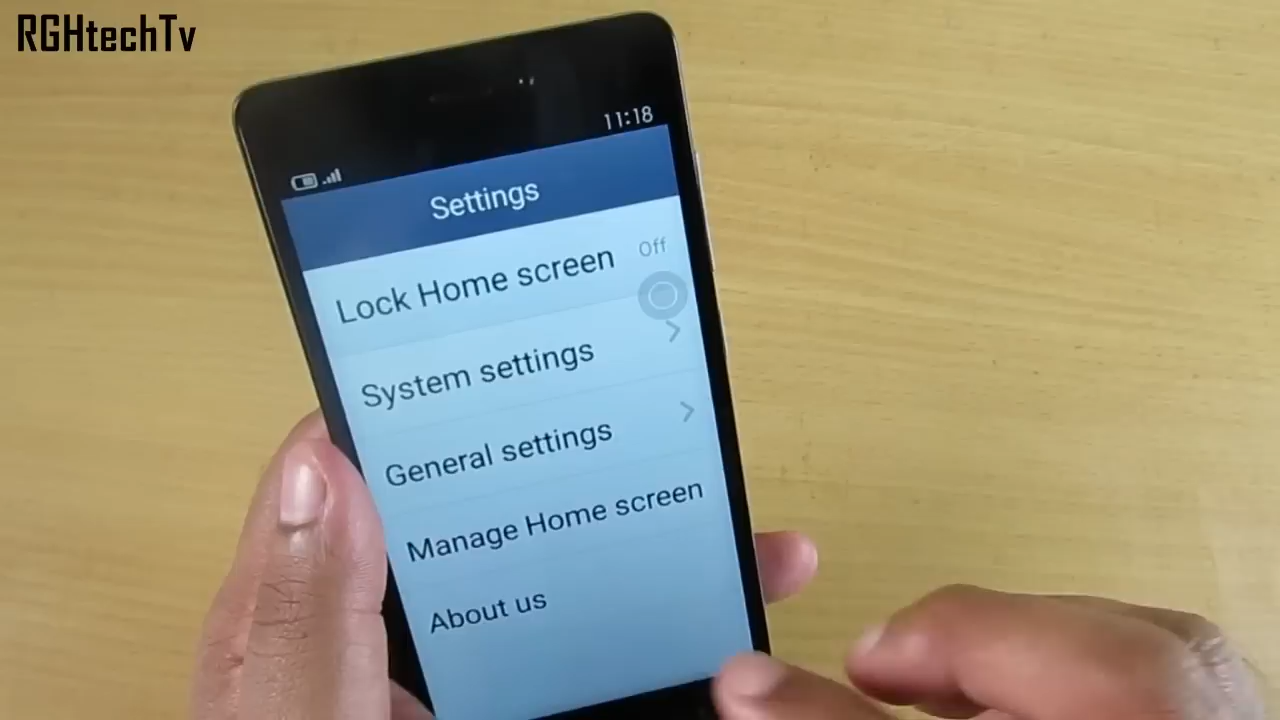 RGHtechTv
11:18
Settings
Lock Home screen
Off
System settings
General settings
Manage Home screen
About us